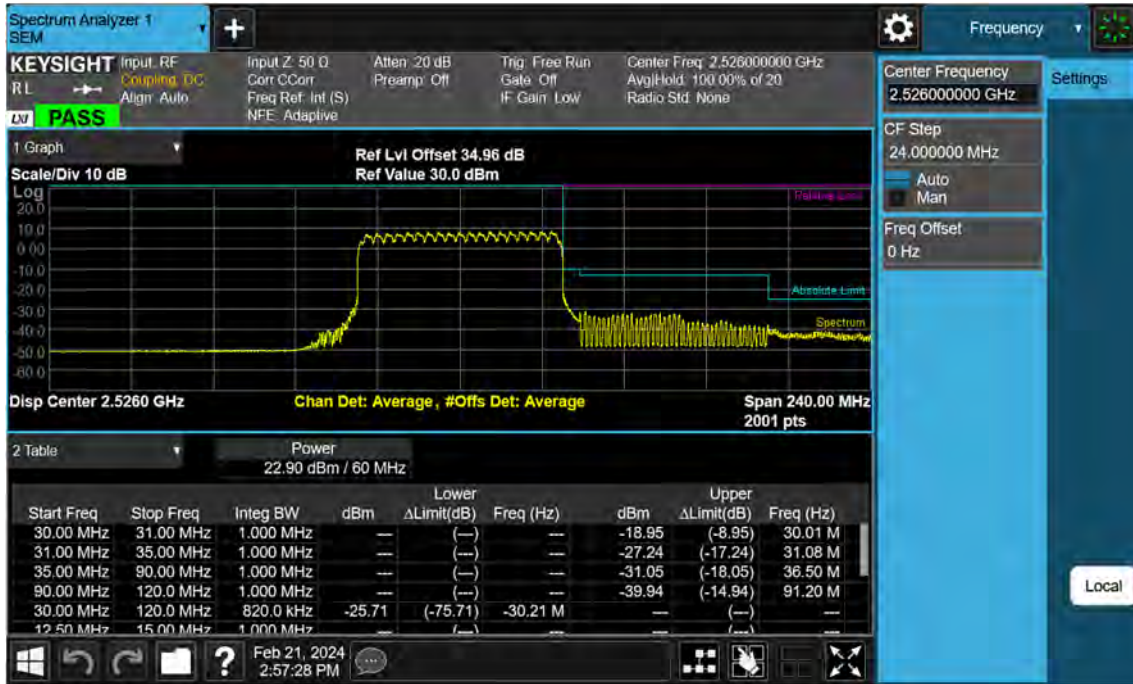 Spectrum Analyzer 1
SEM
+
Frequency
KEYSIGHT
RL
LXI
PASS
Input: RF
Coupling: DC
Align: Auto
Input Z: 50 Ω
Corr CCorr
Freq Ref: Int (S)
NFE: Adaptive
Atten: 20 dB
Preamp: Off
Trig: Free Run
Gate: Off
IF Gain: Low
Center Freq: 2.526000000 GHz
Avg|Hold: 100.00% of 20
Radio Std: None
Center Frequency
2.526000000 GHz
Settings
CF Step
24.000000 MHz
Auto
Man
Freq Offset
0 Hz
Local
1 Graph
Scale/Div 10 dB
Ref Lvl Offset 34.96 dB
Ref Value 30.0 dBm
Log
Relative Limit
20.0
10.0
0.00
-10.0
-20.0
Absolute Limit
-30.0
Spectrum
-40.0
-50.0
-60.0
Disp Center 2.5260 GHz Chan Det: Average, #Offs Det: Average Span 240.00 MHz
2001 pts
2 Table
Power
22.90 dBm / 60 MHz
Lower Upper
Start Freq Stop Freq Integ BW dBm ΔLimit(dB) Freq (Hz) dBm ΔLimit(dB) Freq (Hz)
30.00 MHz 31.00 MHz 1.000 MHz --- (---) --- -18.95 (-8.95) 30.01 M
31.00 MHz 35.00 MHz 1.000 MHz --- (---) --- -27.24 (-17.24) 31.08 M
35.00 MHz 90.00 MHz 1.000 MHz --- (---) --- -31.05 (-18.05) 36.50 M
90.00 MHz 120.0 MHz 1.000 MHz --- (---) --- -39.94 (-14.94) 91.20 M
30.00 MHz 120.0 MHz 820.0 kHz -25.71 (-75.71) -30.21 M --- (---) ---
12.50 MHz 15.00 MHz 1.000 MHz --- (---) --- --- (---) ---
?
Feb 21, 2024
2:57:28 PM